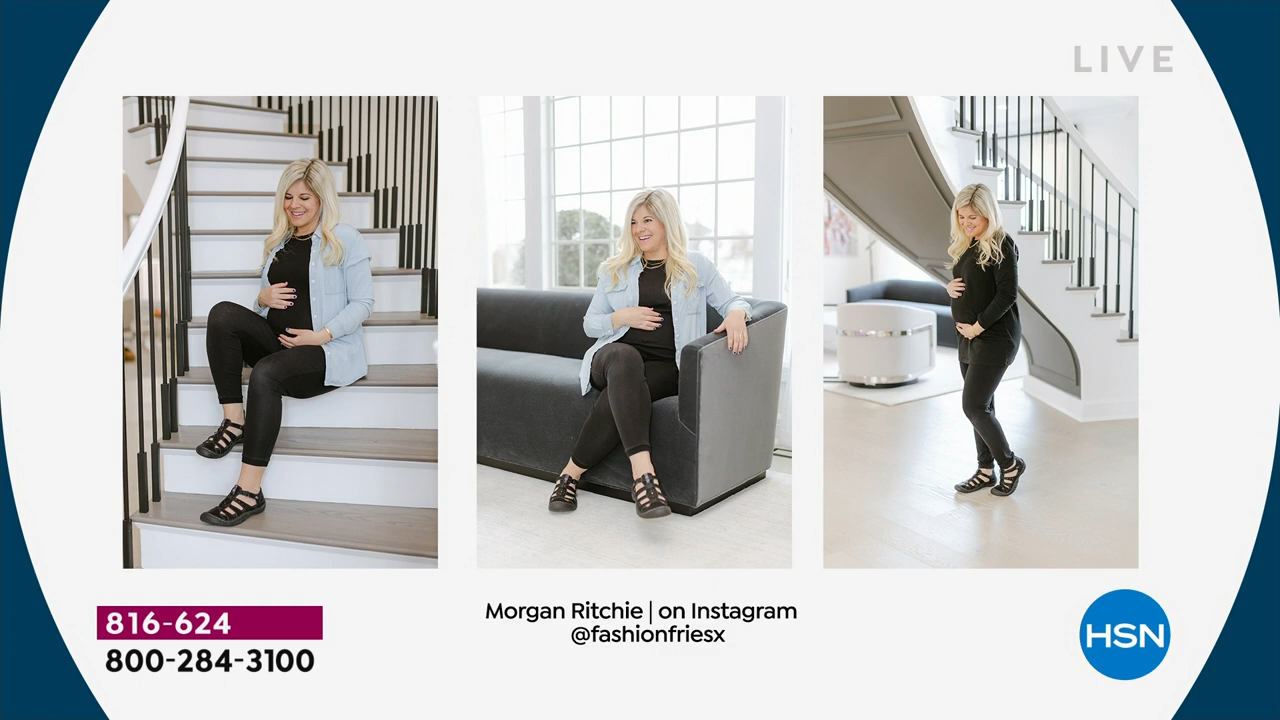 LIVE
Morgan Ritchie | on Instagram
@fashionfriesx
816-624
800-284-3100
HSN